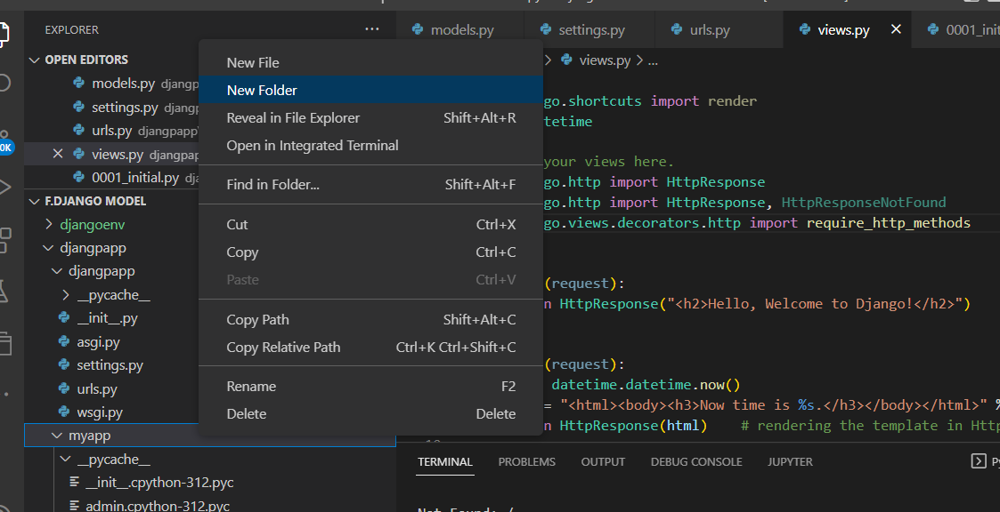 EXPLORER
...
models.py
settings.py
urls.py
views.py
0001_init
OPEN EDITORS
models.py djangp
settings.py djangp
urls.py djangpapp
views.py djangpap
0001_initial.py
F.DJANGO MODEL
djangoenv
djangpapp
djangpapp
__pycache__
__init__.py
asgi.py
settings.py
urls.py
wsgi.py
myapp
__pycache__
__init__.cpython-312.pyc
admin.cpython-312.pyc
New File
New Folder
Reveal in File Explorer Shift+Alt+R
Open in Integrated Terminal
Find in Folder... Shift+Alt+F
Cut Ctrl+X
Copy Ctrl+C
Paste Ctrl+V
Copy Path Shift+Alt+C
Copy Relative Path Ctrl+K Ctrl+Shift+C
Rename F2
Delete Delete
views.py > ...
go.shortcuts import render
tetime
your views here.
go.http import HttpResponse
go.http import HttpResponse, HttpResponseNotFound
go.views.decorators.http import require_http_methods
(request):
n HttpResponse("<h2>Hello, Welcome to Django!</h2>")
(request):
datetime.datetime.now()
= "<html><body><h3>Now time is %s.</h3></body></html>" %
n HttpResponse(html) # rendering the template in Http
TERMINAL PROBLEMS OUTPUT DEBUG CONSOLE JUPYTER
Not Found: /